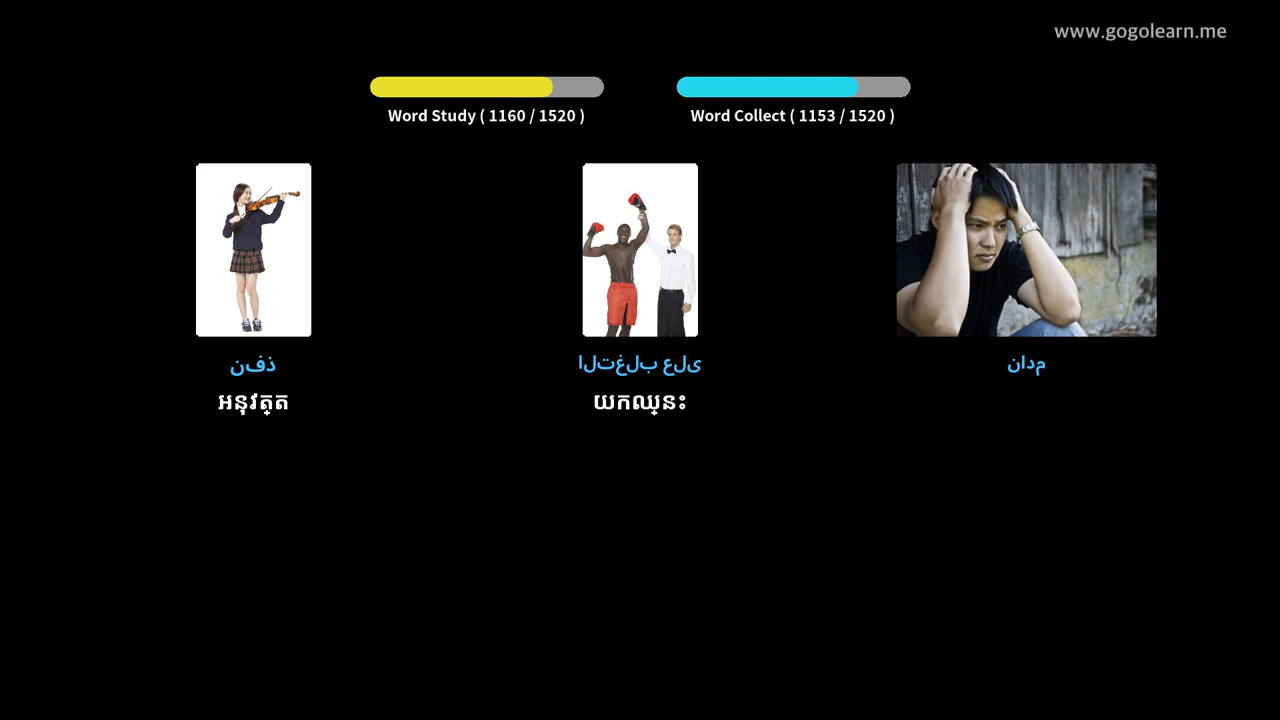 www.gogolearn.me
Word Study ( 1160 / 1520 )
Word Collect ( 1153 / 1520 )
نفذ
التغلب على
نادم
អនុវត្ត
យកឈ្នះ